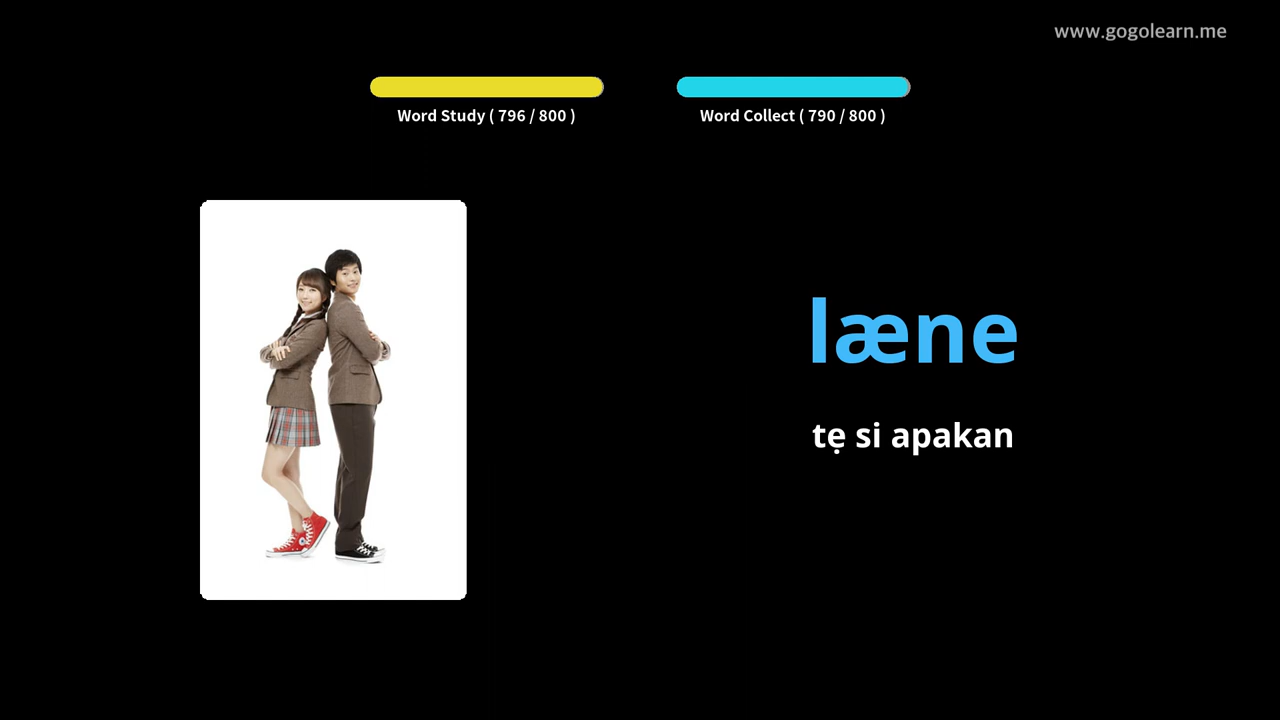 www.gogolearn.me
Word Study ( 796 / 800 )
Word Collect ( 790 / 800 )
læne
tẹ si apakan